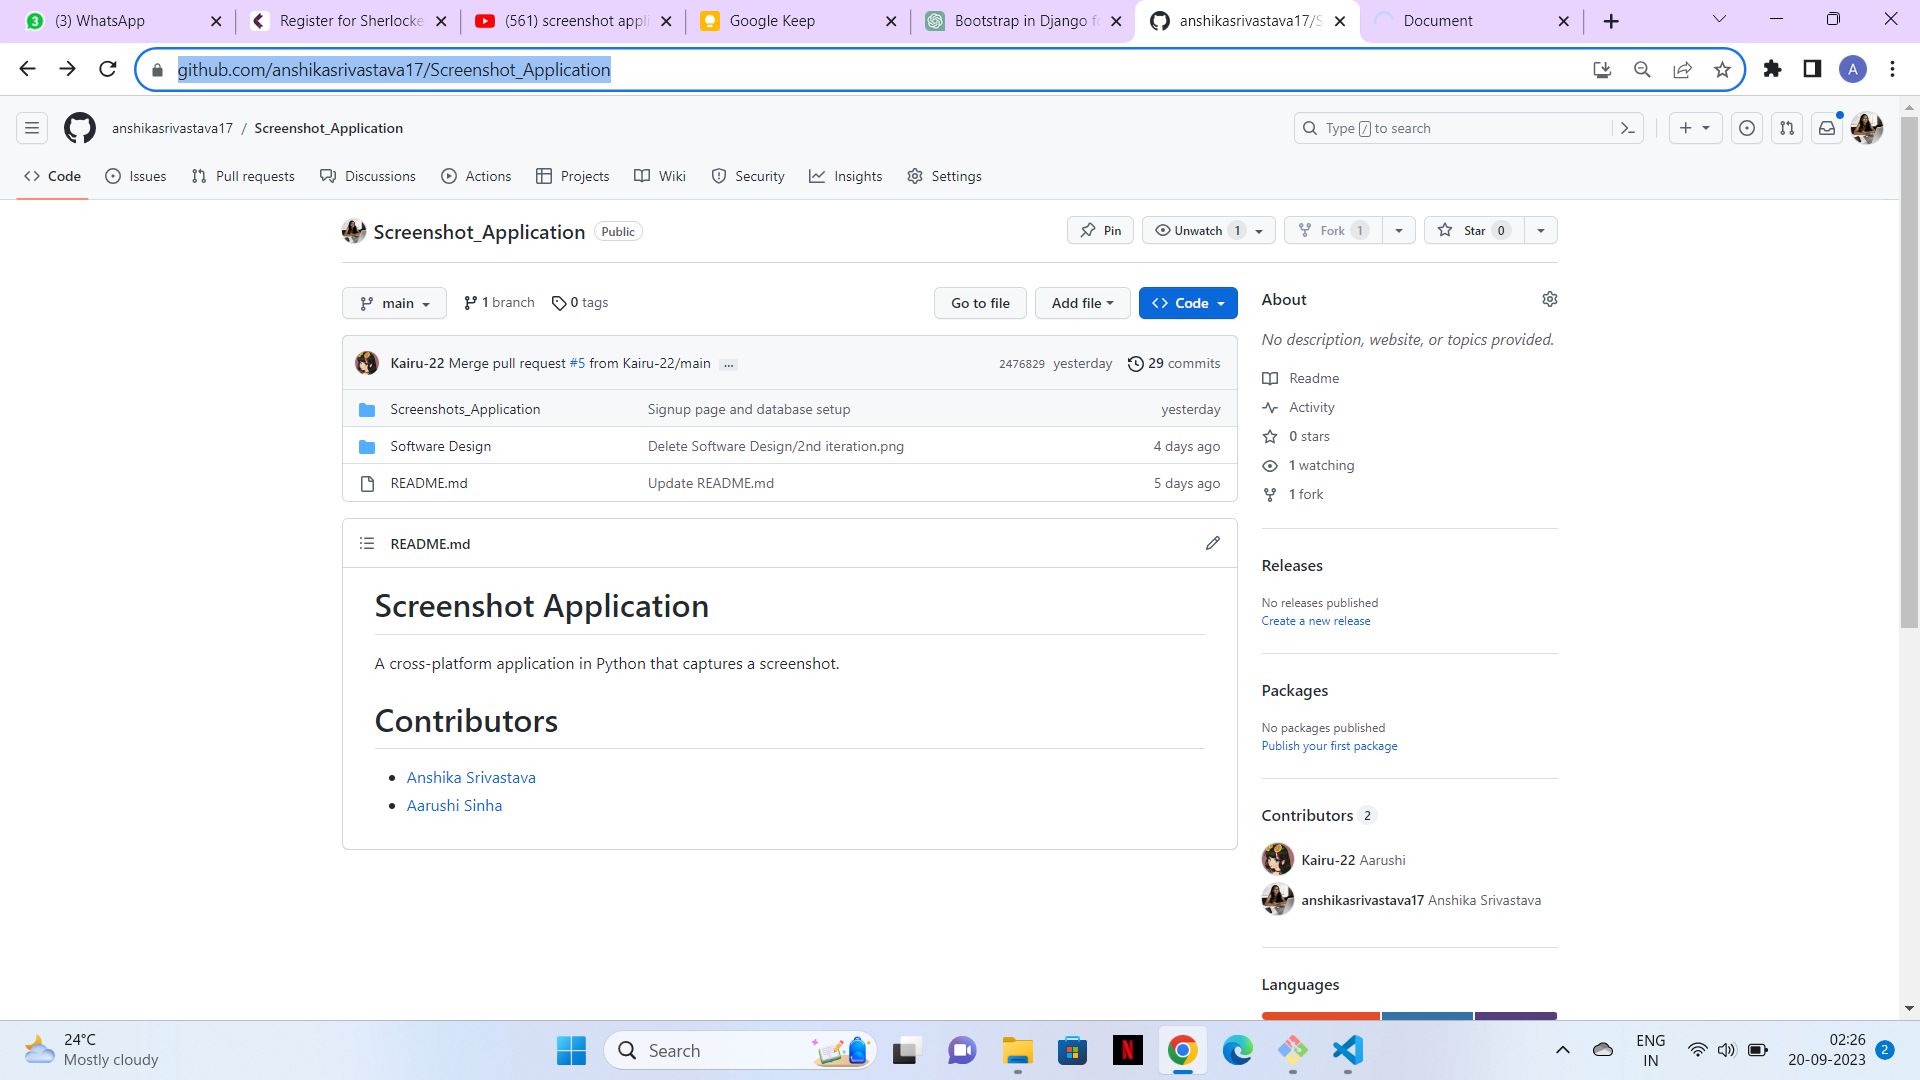 3
(3) WhatsApp
Register for Sherlocke
(561) screenshot appli
Google Keep
Bootstrap in Django fo
anshikasrivastava17/S
Document
github.com/anshikasrivastava17/Screenshot_Application
A
anshikasrivastava17 / Screenshot_Application
Type / to search
Code
Issues
Pull requests
Discussions
Actions
Projects
Wiki
Security
Insights
Settings
Screenshot_Application
Public
Pin
Unwatch 1
Fork 1
Star 0
main
1 branch
0 tags
Go to file
Add file
Code
Kairu-22 Merge pull request #5 from Kairu-22/main ...
2476829 yesterday
29 commits
Screenshots_Application
Signup page and database setup
yesterday
Software Design
Delete Software Design/2nd iteration.png
4 days ago
README.md
Update README.md
5 days ago
README.md
Screenshot Application
A cross-platform application in Python that captures a screenshot.
Contributors
• Anshika Srivastava
• Aarushi Sinha
About
No description, website, or topics provided.
Readme
Activity
0 stars
1 watching
1 fork
Releases
No releases published
Create a new release
Packages
No packages published
Publish your first package
Contributors 2
Kairu-22 Aarushi
anshikasrivastava17 Anshika Srivastava
Languages
24°C
Mostly cloudy
Search
N
ENG
IN
02:26
20-09-2023
2